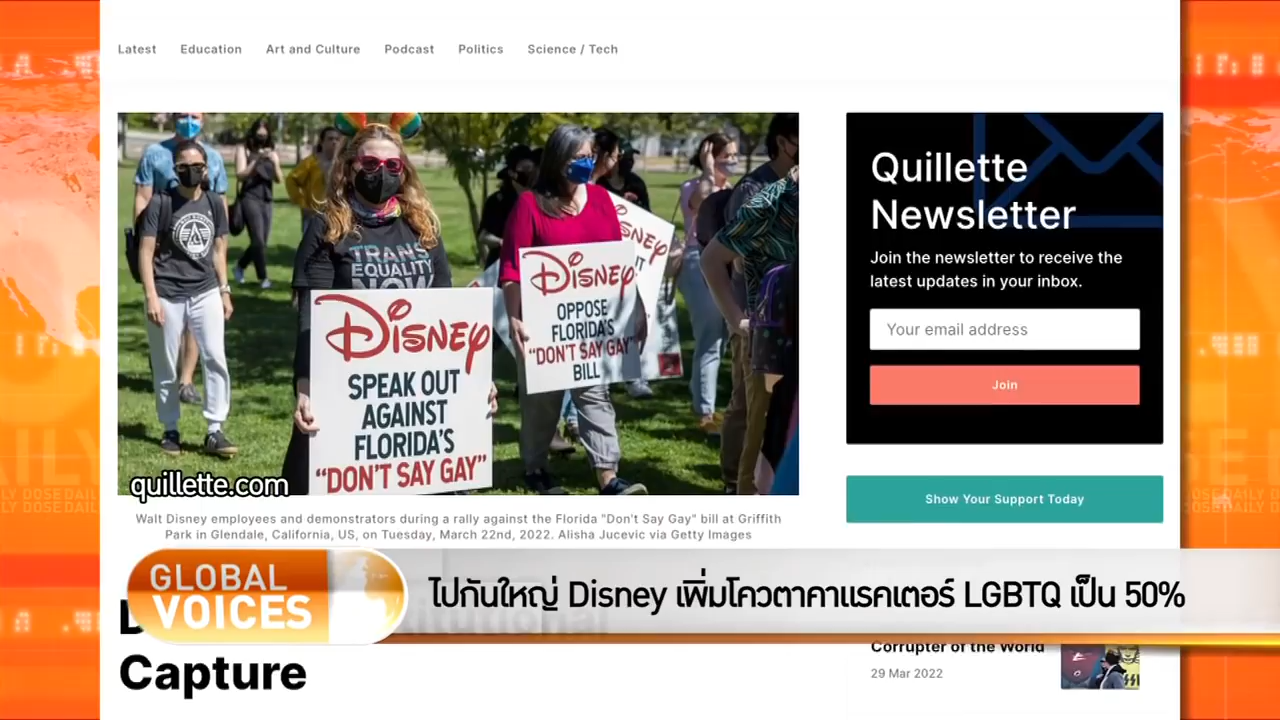 Latest Education Art and Culture Podcast Politics Science / Tech
TRANS
EQUALITY
NOW
DISNEY
SPEAK OUT
AGAINST
FLORIDA'S
"DON'T SAY GAY"
DISNEY
OPPOSE
FLORIDA'S
"DON'T SAY GAY"
BILL
quillette.com
Walt Disney employees and demonstrators during a rally against the Florida "Don't Say Gay" bill at Griffith
Park in Glendale, California, US, on Tuesday, March 22nd, 2022. Alisha Jucevic via Getty Images
Quillette
Newsletter
Join the newsletter to receive the
latest updates in your inbox.
Your email address
Join
Show Your Support Today
GLOBAL
VOICES
ไปกันใหญ่ Disney เพิ่มโควตาคาแรคเตอร์ LGBTQ เป็น 50%
Capture
Corrupter of the World
29 Mar 2022